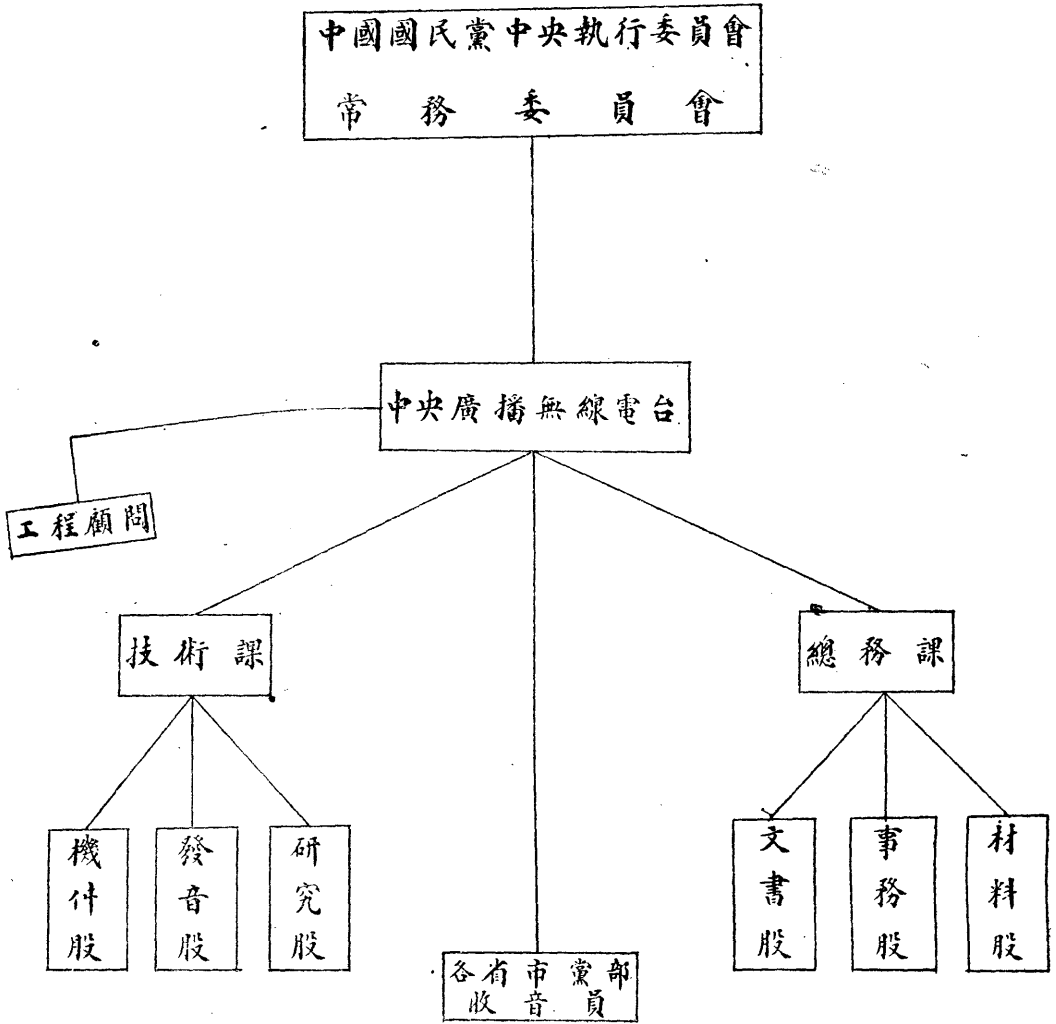 中國國民黨中央執行委員會
常務委員會
中央廣播無線電台
工程顧問
技術課
總務課
機件股
發音股
研究股
文書股
事務股
材料股
各省市黨部
收音員